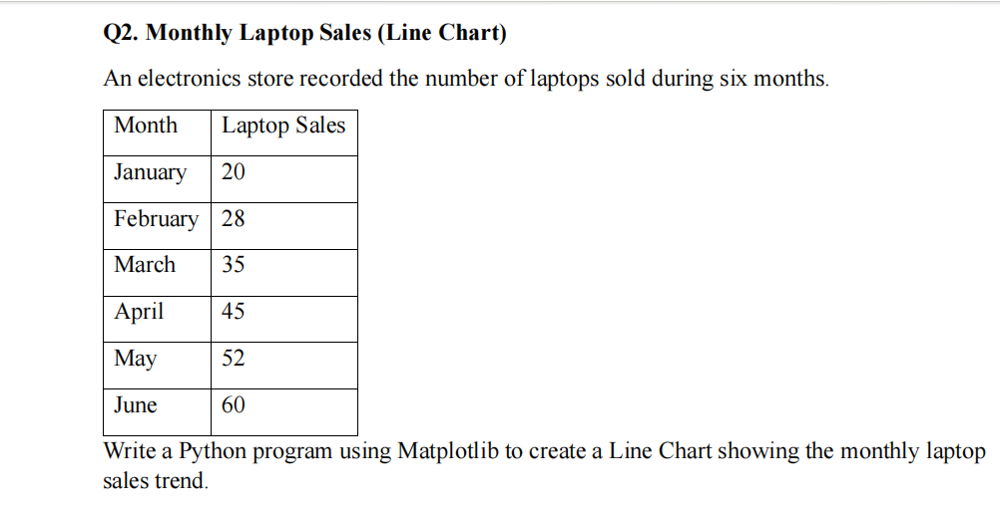 Q2. Monthly Laptop Sales (Line Chart)
An electronics store recorded the number of laptops sold during six months.
Month Laptop Sales
January 20
February 28
March 35
April 45
May 52
June 60
Write a Python program using Matplotlib to create a Line Chart showing the monthly laptop
sales trend.